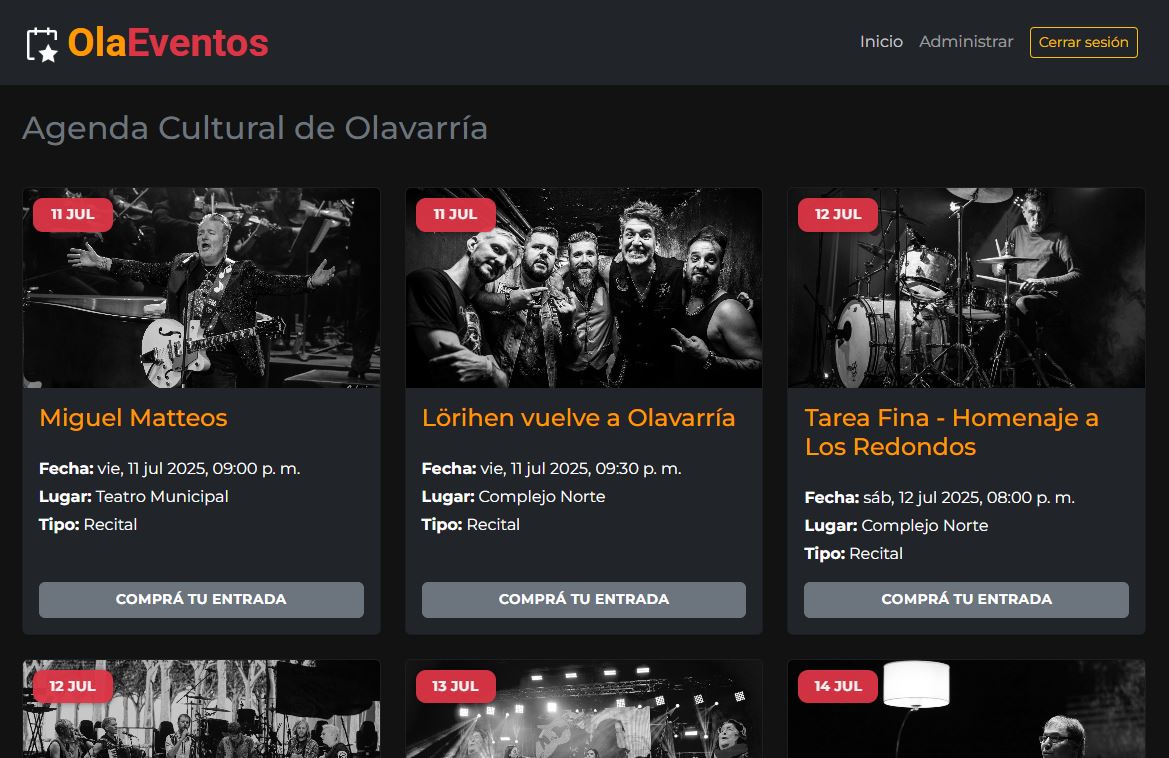 OlaEventos
Inicio Administrar Cerrar sesión
Agenda Cultural de Olavarría
11 JUL
Miguel Matteos
Fecha: vie, 11 jul 2025, 09:00 p. m.
Lugar: Teatro Municipal
Tipo: Recital
COMPRÁ TU ENTRADA
11 JUL
Lörihen vuelve a Olavarría
Fecha: vie, 11 jul 2025, 09:30 p. m.
Lugar: Complejo Norte
Tipo: Recital
COMPRÁ TU ENTRADA
12 JUL
Tarea Fina - Homenaje a
Los Redondos
Fecha: sáb, 12 jul 2025, 08:00 p. m.
Lugar: Complejo Norte
Tipo: Recital
COMPRÁ TU ENTRADA
12 JUL
13 JUL
14 JUL